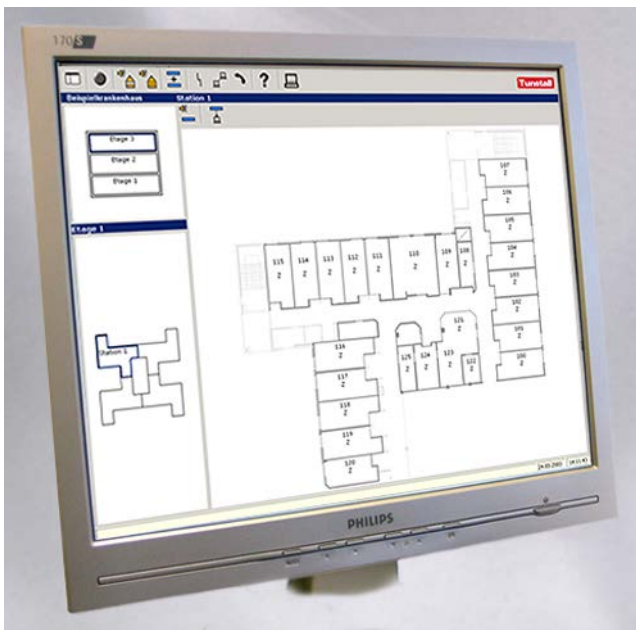 170 S
?
Tunstall
Beispielkrankenhaus Station 1
Etage 3
Etage 2
Etage 1
Etage 1
Station 1
107
Z
106
Z
105
Z
104
Z
103
Z
102
Z
101
Z
100
Z
115
Z
114
Z
113
Z
112
Z
111
Z
110
Z
109
Z
108
Z
116
Z
117
Z
118
Z
119
Z
120
Z
121
Z
125
Z
124
Z
123
Z
122
Z
PHILIPS